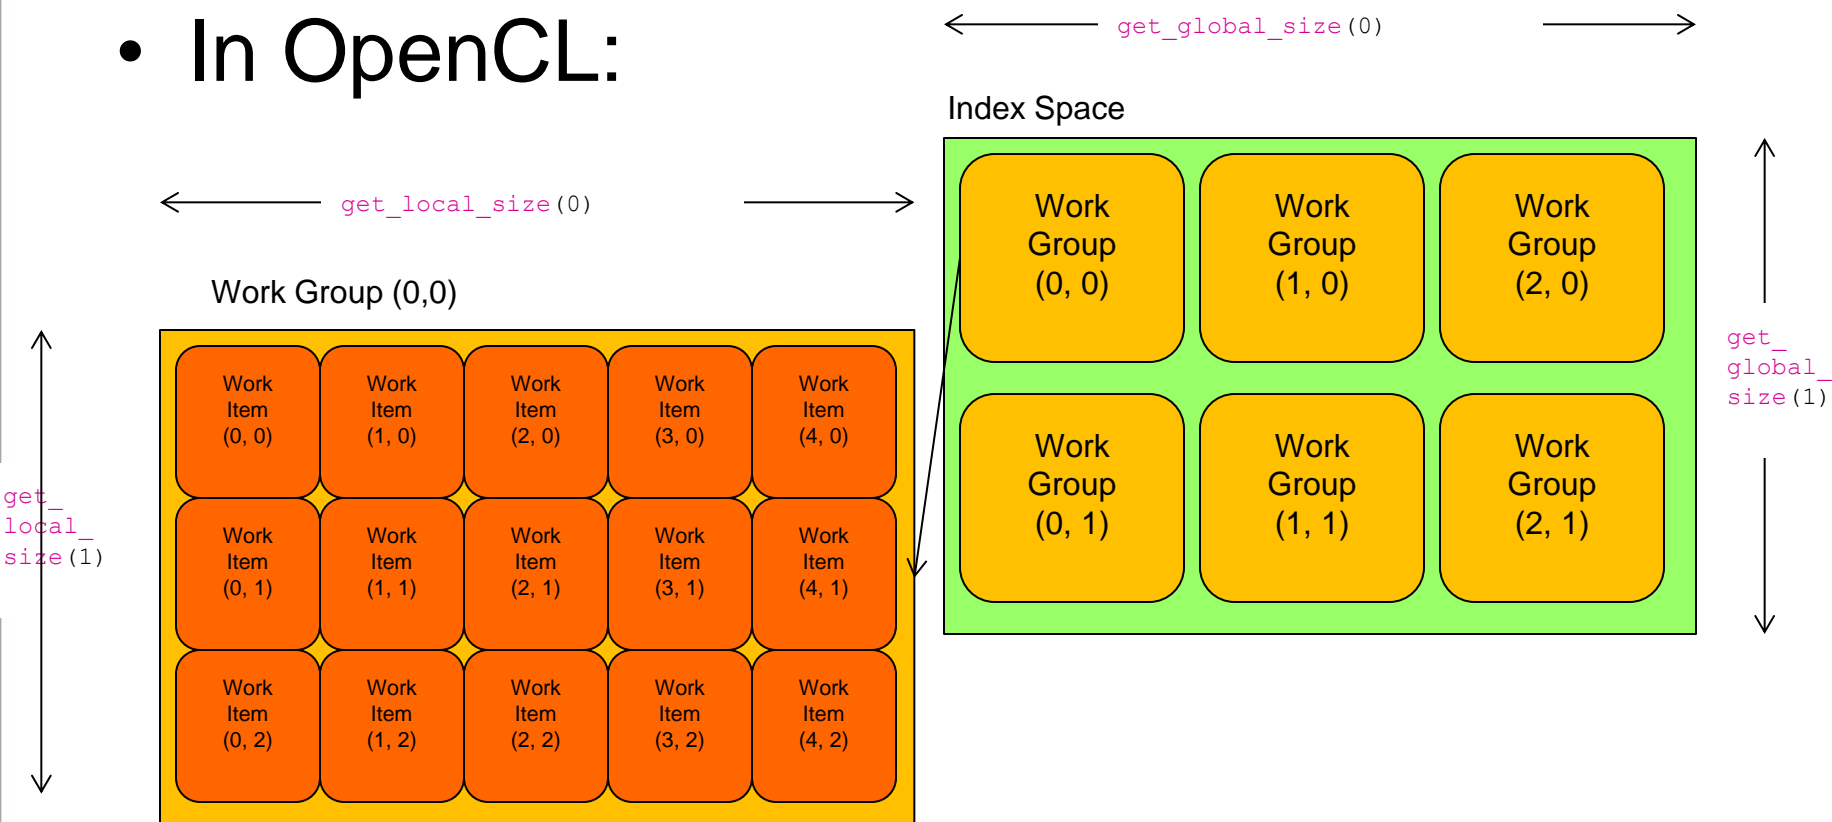 • In OpenCL:
get_global_size(0)
Index Space
get_local_size(0)
Work Group (0,0)
Work
Group
(0, 0)
Work
Group
(1, 0)
Work
Group
(2, 0)
get_
global_
size(1)
Work
Group
(0, 1)
Work
Group
(1, 1)
Work
Group
(2, 1)
get_
local_
size(1)
Work
Item
(0, 0)
Work
Item
(1, 0)
Work
Item
(2, 0)
Work
Item
(3, 0)
Work
Item
(4, 0)
Work
Item
(0, 1)
Work
Item
(1, 1)
Work
Item
(2, 1)
Work
Item
(3, 1)
Work
Item
(4, 1)
Work
Item
(0, 2)
Work
Item
(1, 2)
Work
Item
(2, 2)
Work
Item
(3, 2)
Work
Item
(4, 2)